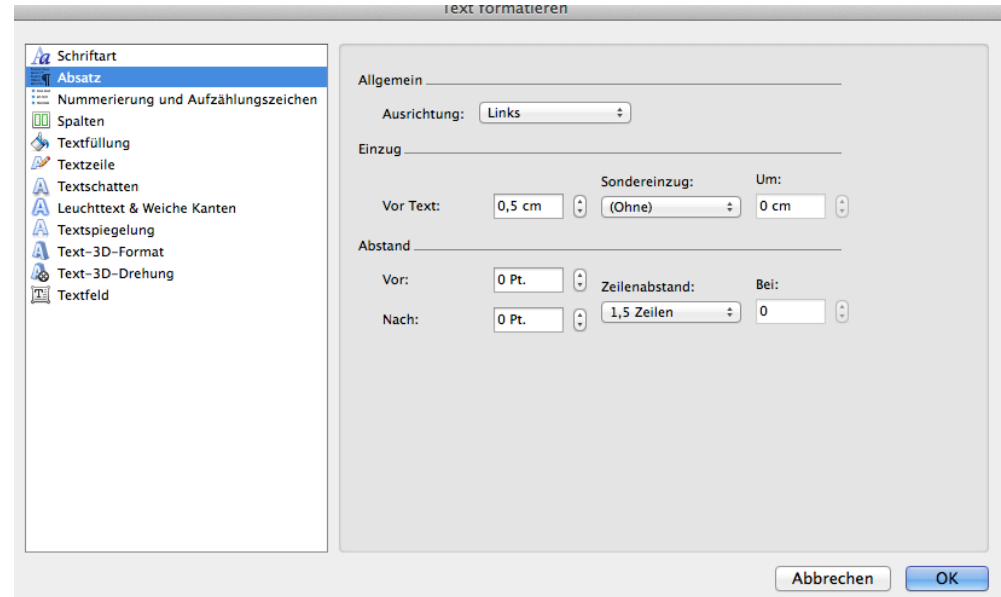 Text formatieren
Schriftart
Absatz
Nummerierung und Aufzählungszeichen
Spalten
Textfüllung
Textzeile
Textschatten
Leuchttext & Weiche Kanten
Textspiegelung
Text-3D-Format
Text-3D-Drehung
Textfeld
Allgemein
Ausrichtung: Links
Einzug
Sondereinzug: Um:
Vor Text: 0,5 cm (Ohne) 0 cm
Abstand
Vor: 0 Pt. Zeilenabstand: Bei:
Nach: 0 Pt. 1,5 Zeilen 0
Abbrechen OK